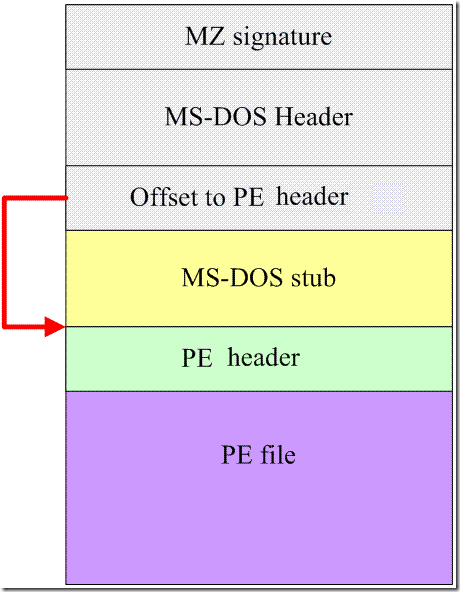 MZ signature
MS-DOS Header
Offset to PE header
MS-DOS stub
PE header
PE file